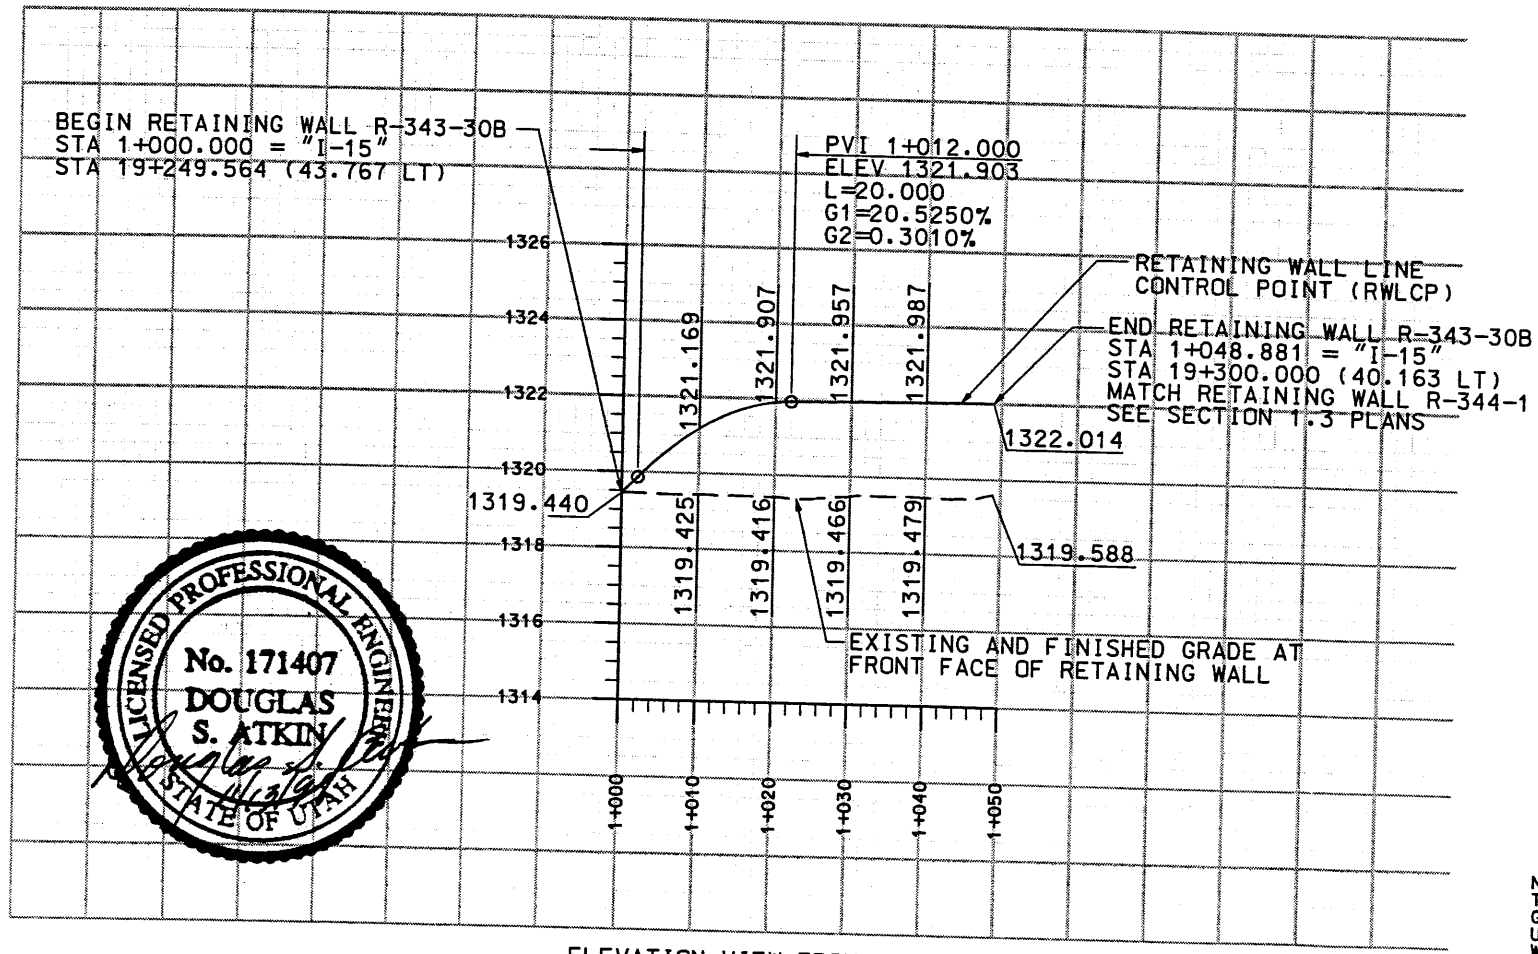 BEGIN RETAINING WALL R-343-30B
STA 1+000.000 = "I-15"
STA 19+249.564 (43.767 LT)
PVI 1+012.000
ELEV 1321.903
L=20.000
G1=20.5250%
G2=0.3010%
RETAINING WALL LINE
CONTROL POINT (RWLCP)
END RETAINING WALL R-343-30B
STA 1+048.881 = "I-15"
STA 19+300.000 (40.163 LT)
MATCH RETAINING WALL R-344-1
SEE SECTION 1.3 PLANS
1326
1324
1322
1320
1318
1316
1314
1321.169
1321.907
1321.957
1321.987
1322.014
1319.440
1319.425
1319.416
1319.466
1319.479
1319.588
EXISTING AND FINISHED GRADE AT
FRONT FACE OF RETAINING WALL
1+000
1+010
1+020
1+030
1+040
1+050
LICENSED PROFESSIONAL ENGINEER
No. 171407
DOUGLAS
S. ATKIN
STATE OF UTAH
ELEVATION VIEW